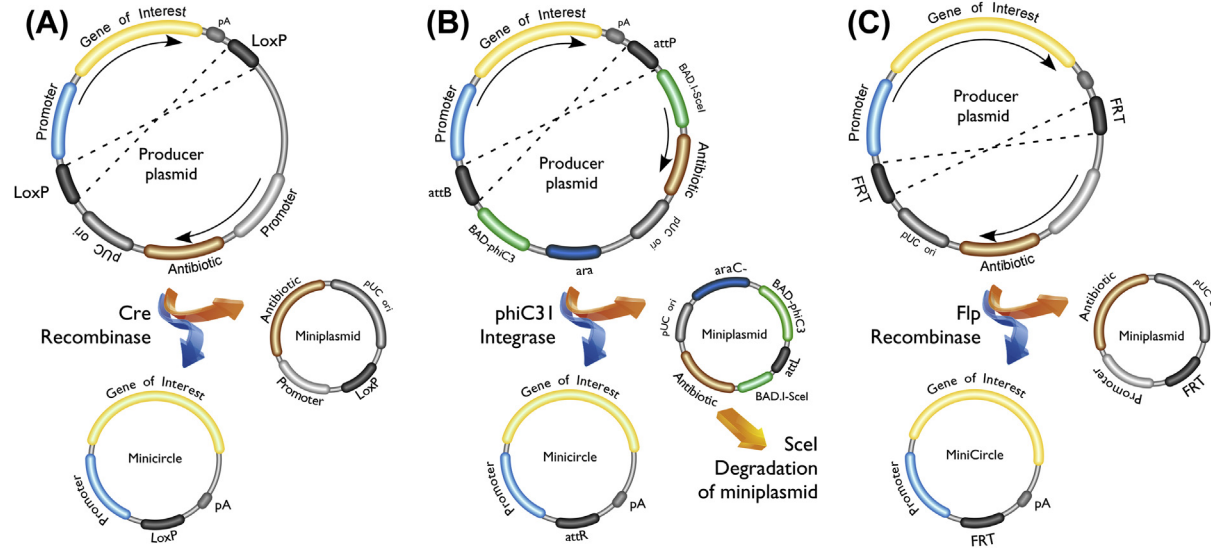 (A)
Gene of Interest
pA
LoxP
Promoter
Producer
plasmid
LoxP
pUC ori
Antibiotic
Promoter
Cre
Recombinase
Antibiotic
pUC ori
Miniplasmid
Promoter
LoxP
Gene of Interest
Minicircle
Promoter
pA
LoxP
(B)
Gene of Interest
pA
attP
BAD.I-SceI
Promoter
Producer
plasmid
Antibiotic
attB
pUC ori
BAD-phiC3
ara
phiC31
Integrase
araC-
BAD-phiC3
pUC ori
Miniplasmid
attL
Antibiotic
BAD.I-SceI
Gene of Interest
Minicircle
Promoter
pA
attR
SceI
Degradation
of miniplasmid
(C)
Gene of Interest
Promoter
Producer
plasmid
FRT
FRT
pUC ori
Antibiotic
Flp
Recombinase
Antibiotic
pUC ori
Miniplasmid
Promoter
FRT
Gene of Interest
MiniCircle
Promoter
pA
FRT